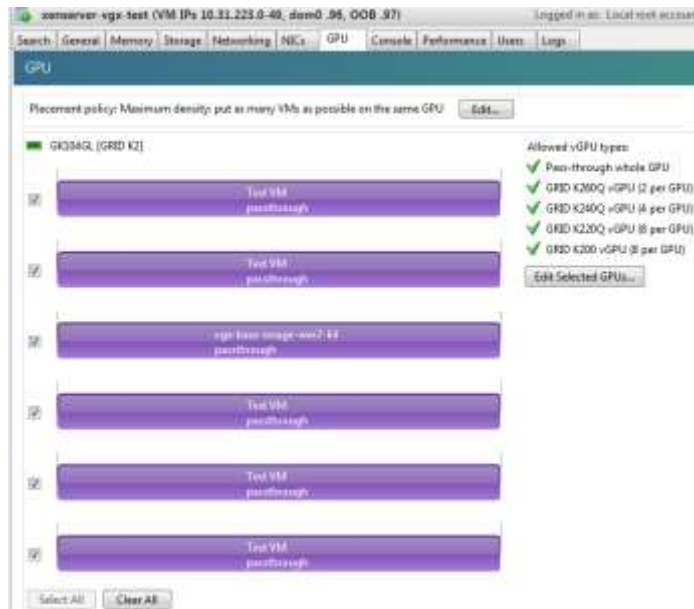 xenserver-vgx-test (VM IPs 10.31.223.0-49, dom0 .96, OOB .97)
Logged in as: Local root account
Search General Memory Storage Networking NICs GPU Console Performance Users Logs
GPU
Placement policy: Maximum density: put as many VMs as possible on the same GPU
Edit...
GK104GL [GRID K2]
Test VM
passthrough
Test VM
passthrough
vgx-base-image-win7-64
passthrough
Test VM
passthrough
Test VM
passthrough
Test VM
passthrough
Select All
Clear All
Allowed vGPU types:
Pass-through whole GPU
GRID K260Q vGPU (2 per GPU)
GRID K240Q vGPU (4 per GPU)
GRID K220Q vGPU (8 per GPU)
GRID K200 vGPU (8 per GPU)
Edit Selected GPUs...